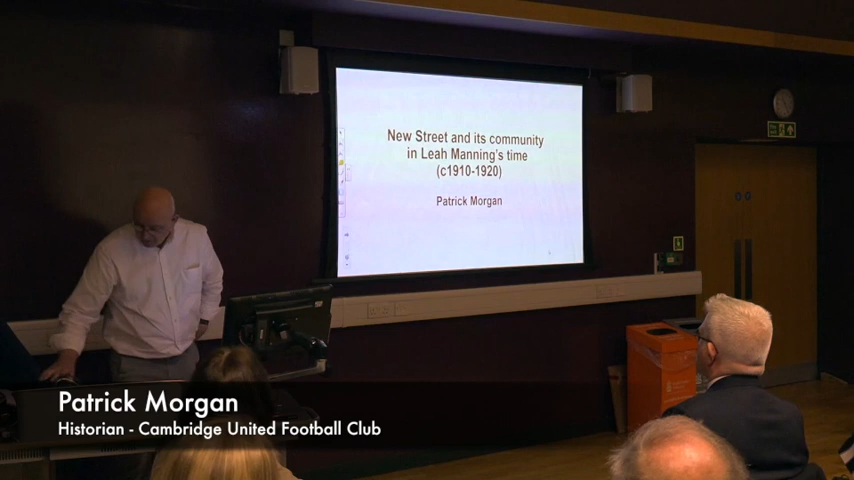 New Street and its community
in Leah Manning's time
(c1910-1920)
Patrick Morgan
Patrick Morgan
Historian - Cambridge United Football Club